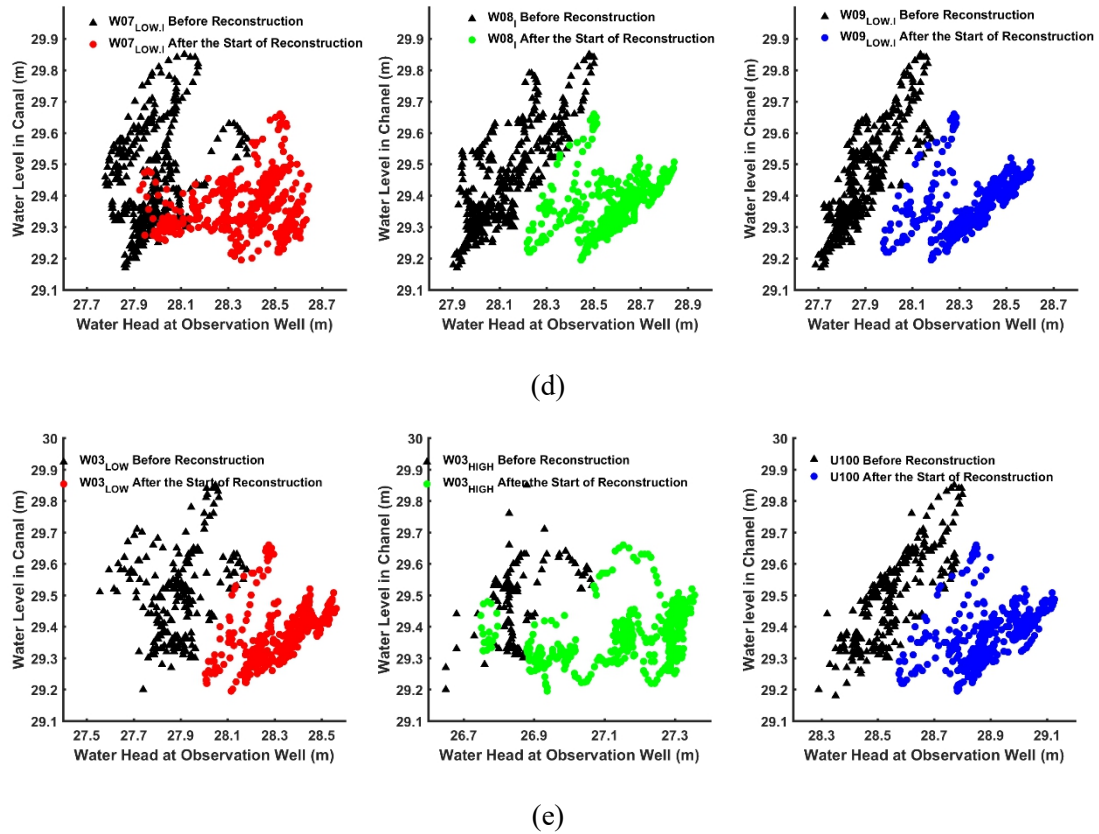 W07LOW.I Before Reconstruction
W07LOW.I After the Start of Reconstruction
Water Level in Canal (m)
29.9
29.8
29.7
29.6
29.5
29.4
29.3
29.2
29.1
27.7 27.9 28.1 28.3 28.5 28.7
Water Head at Observation Well (m)
W08I Before Reconstruction
W08I After the Start of Reconstruction
Water Level in Chanel (m)
29.9
29.8
29.7
29.6
29.5
29.4
29.3
29.2
29.1
27.9 28.1 28.3 28.5 28.7 28.9
Water Head at Observation Well (m)
W09LOW.I Before Reconstruction
W09LOW.I After the Start of Reconstruction
Water Level in Chanel (m)
29.9
29.8
29.7
29.6
29.5
29.4
29.3
29.2
29.1
27.7 27.9 28.1 28.3 28.5 28.7
Water Head at Observation Well (m)
(d)
W03LOW Before Reconstruction
W03LOW After the Start of Reconstruction
Water Level in Canal (m)
30
29.9
29.8
29.7
29.6
29.5
29.4
29.3
29.2
29.1
27.5 27.7 27.9 28.1 28.3 28.5
Water Head at Observation Well (m)
W03HIGH Before Reconstruction
W03HIGH After the Start of Reconstruction
Water Level in Chanel (m)
30
29.9
29.8
29.7
29.6
29.5
29.4
29.3
29.2
29.1
26.7 26.9 27.1 27.3
Water Head at Observation Well (m)
U100 Before Reconstruction
U100 After the Start of Reconstruction
Water level in Chanel (m)
30
29.9
29.8
29.7
29.6
29.5
29.4
29.3
29.2
29.1
28.3 28.5 28.7 28.9 29.1
Water Head at Observation Well (m)
(e)